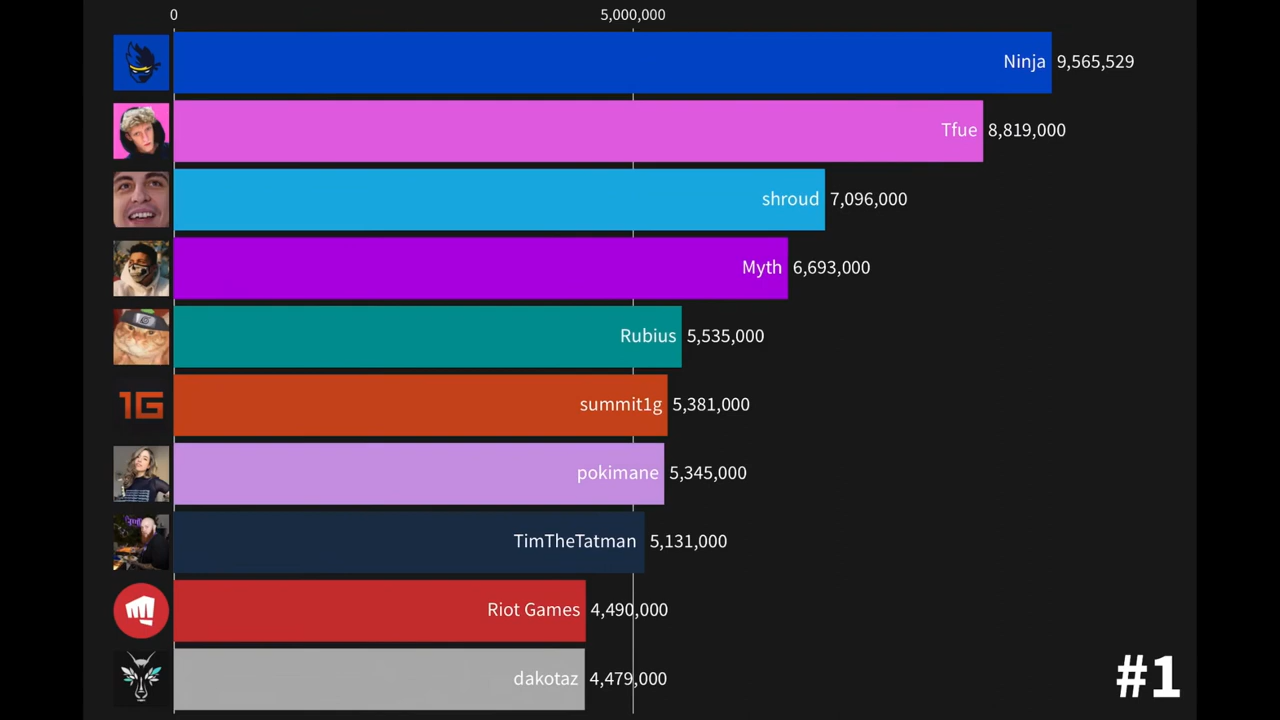 0 5,000,000
Ninja 9,565,529
Tfue 8,819,000
shroud 7,096,000
Myth 6,693,000
Rubius 5,535,000
1G summit1g 5,381,000
pokimane 5,345,000
TimTheTatman 5,131,000
Riot Games 4,490,000
dakotaz 4,479,000
#1